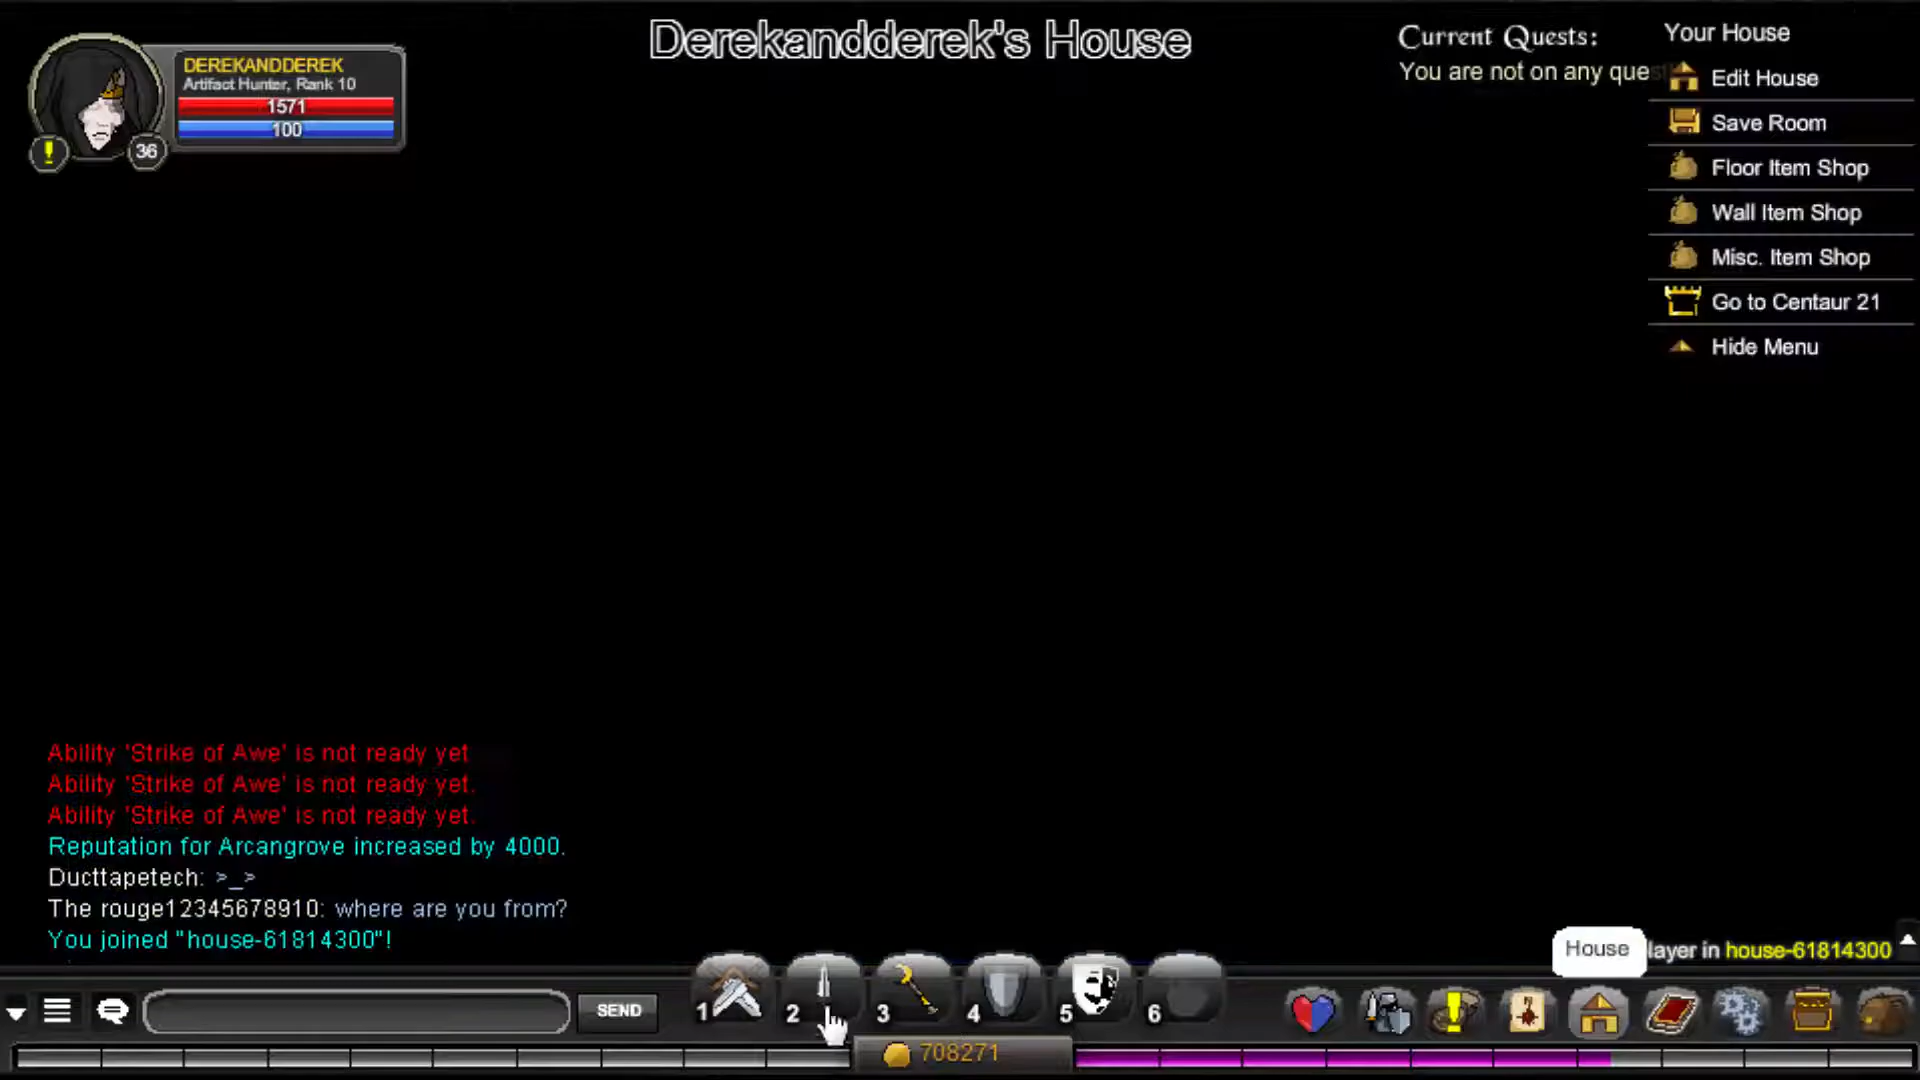 Derekandderek's House
DEREKANDDEREK
Artifact Hunter, Rank 10
1571
100
36
Current Quests:
You are not on any que
Your House
Edit House
Save Room
Floor Item Shop
Wall Item Shop
Misc. Item Shop
Go to Centaur 21
Hide Menu
Ability 'Strike of Awe' is not ready yet
Ability 'Strike of Awe' is not ready yet.
Ability 'Strike of Awe' is not ready yet.
Reputation for Arcangrove increased by 4000.
Ducttapetech: >_>
The rouge12345678910: where are you from?
You joined "house-61814300"!
House
layer in house-61814300
SEND
1 2 3 4 5 6
708271